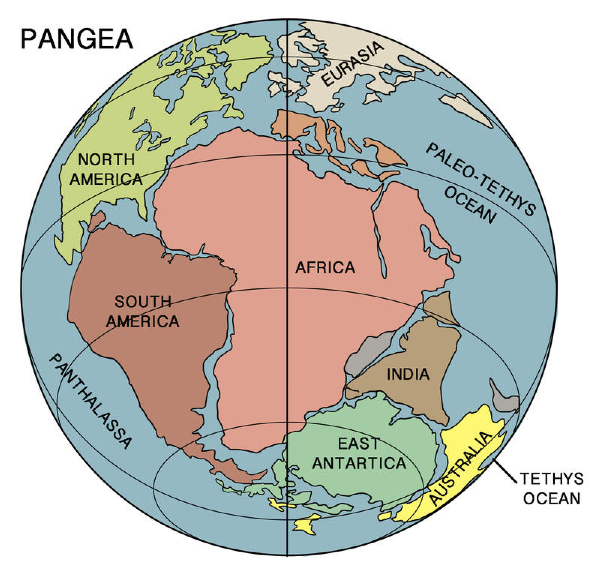 PANGEA
EURASIA
NORTH
AMERICA
PALEO-TETHYS
OCEAN
AFRICA
SOUTH
AMERICA
PANTHALASSA
INDIA
EAST
ANTARTICA
AUSTRALIA
TETHYS
OCEAN